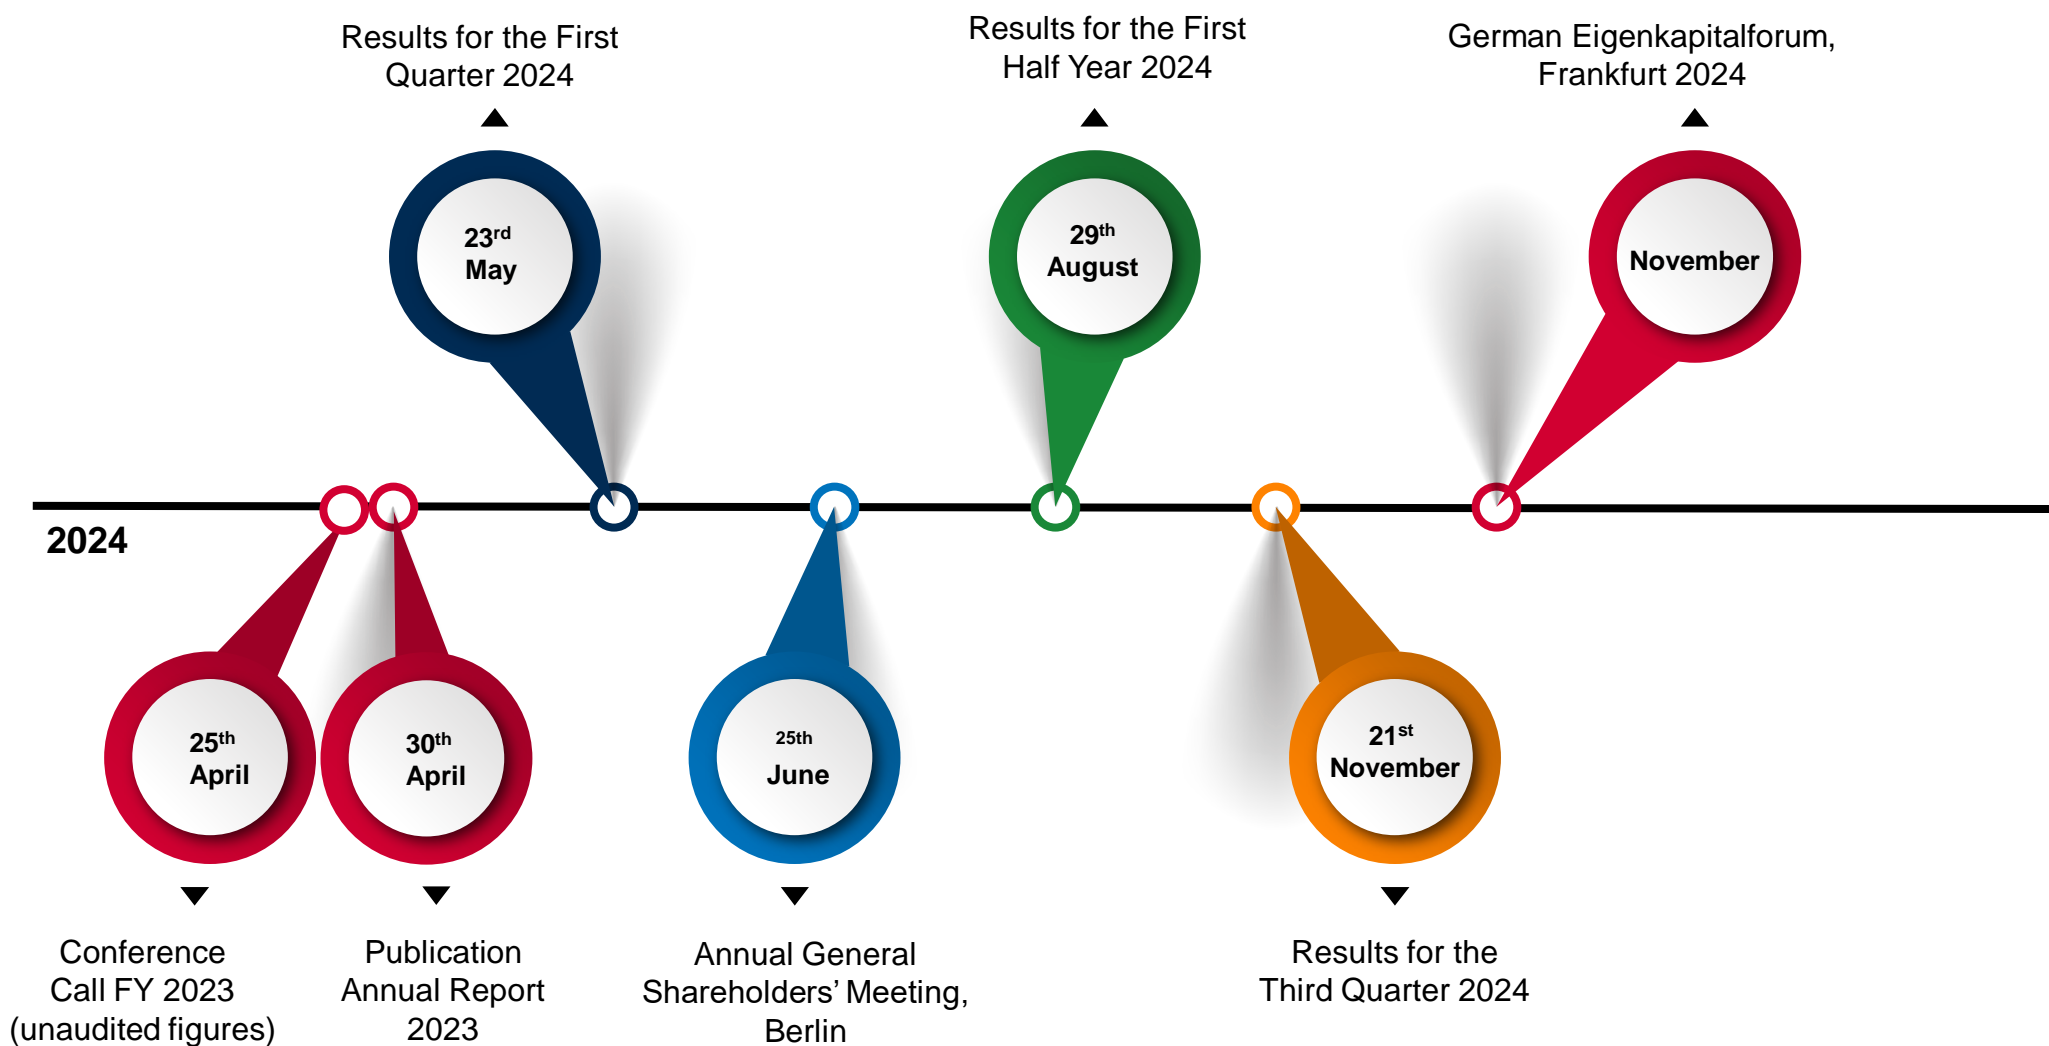 Results for the First
Quarter 2024
Results for the First
Half Year 2024
German Eigenkapitalforum,
Frankfurt 2024
23rd
May
29th
August
November
2024
25th
April
30th
April
25th
June
21st
November
Conference
Call FY 2023
(unaudited figures)
Publication
Annual Report
2023
Annual General
Shareholders’ Meeting,
Berlin
Results for the
Third Quarter 2024